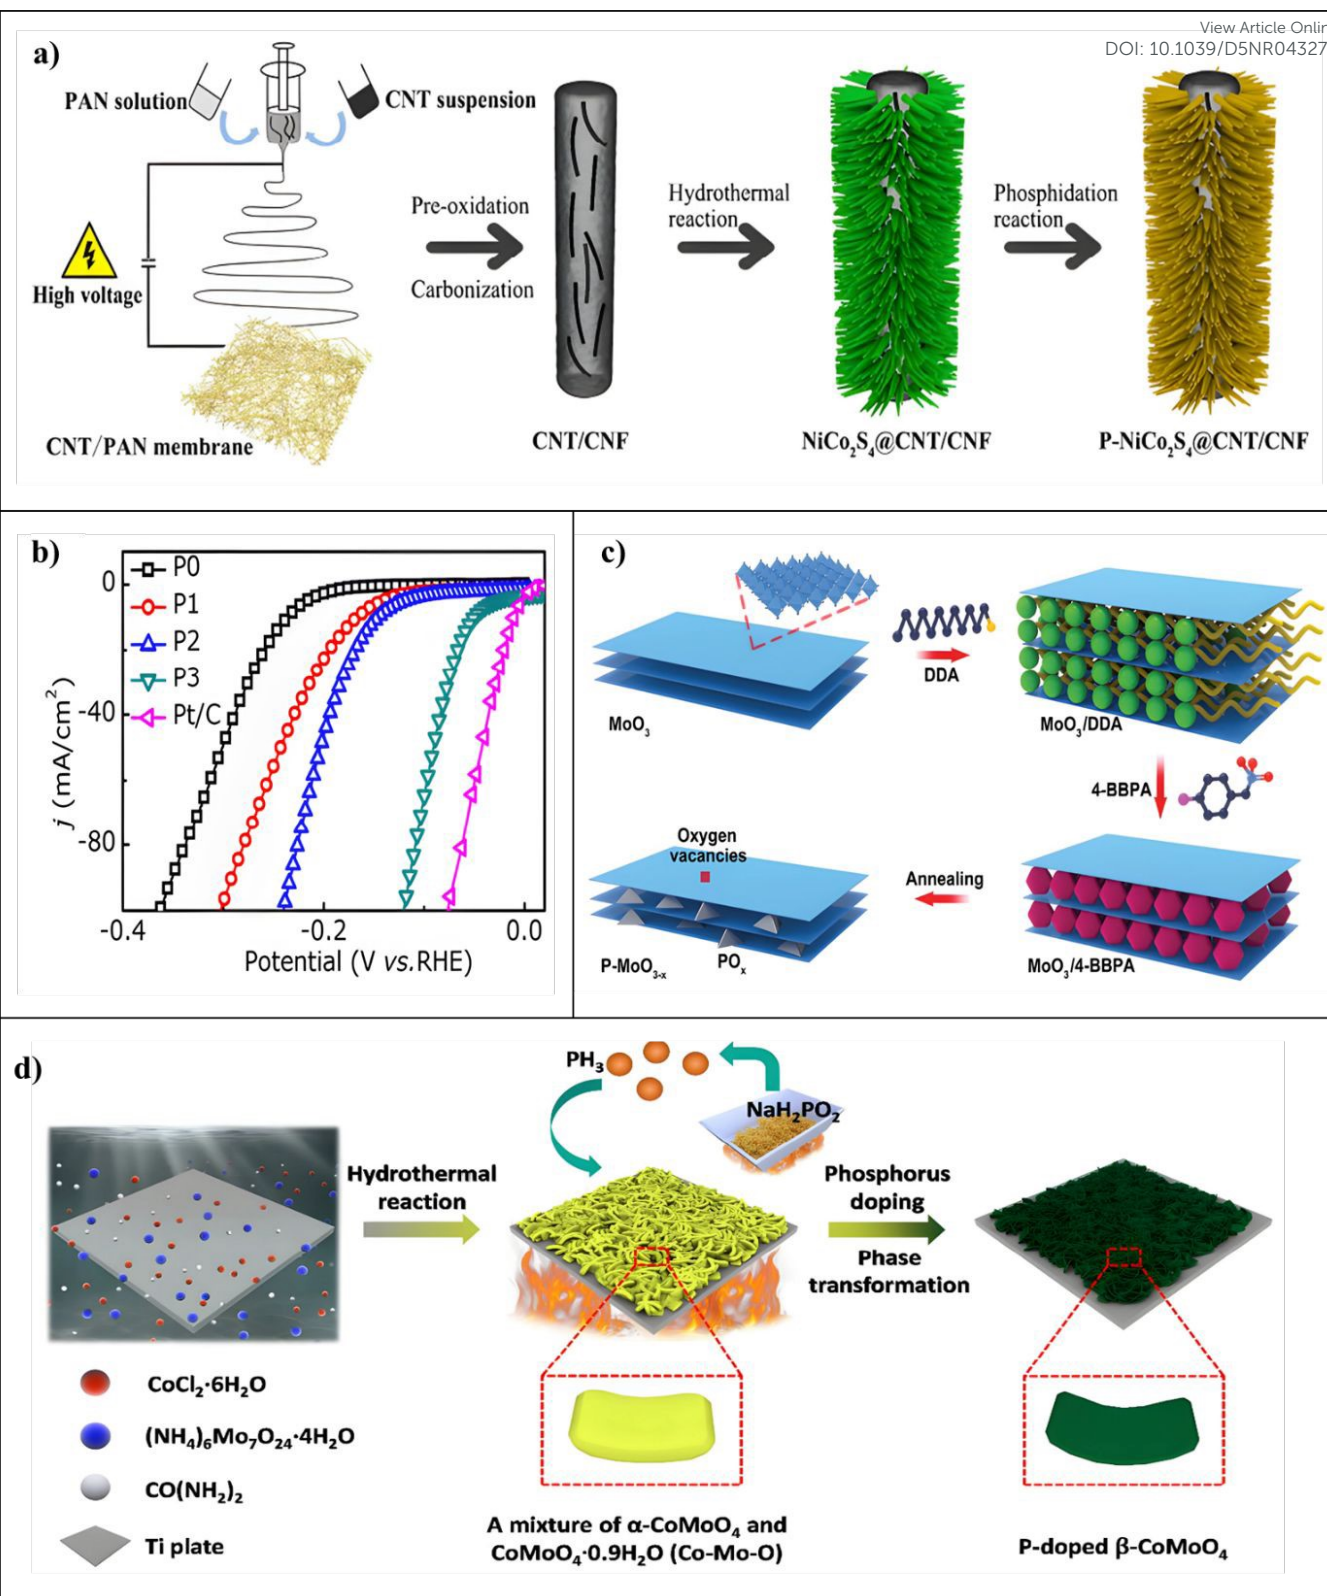 View Article Onlin
DOI: 10.1039/D5NR04327
a)
PAN solution
CNT suspension
High voltage
CNT/PAN membrane
Pre-oxidation
Carbonization
CNT/CNF
Hydrothermal
reaction
NiCo₂S₄@CNT/CNF
Phosphidation
reaction
P-NiCo₂S₄@CNT/CNF
b)
P0
P1
P2
P3
Pt/C
0
-40
-80
j (mA/cm²)
-0.4
-0.2
0.0
Potential (V vs.RHE)
c)
MoO₃
DDA
MoO₃/DDA
4-BBPA
MoO₃/4-BBPA
Annealing
Oxygen
vacancies
P-MoO₃₋ₓ
POₓ
d)
PH₃
NaH₂PO₂
Hydrothermal
reaction
Phosphorus
doping
Phase
transformation
CoCl₂·6H₂O
(NH₄)₆Mo₇O₂₄·4H₂O
CO(NH₂)₂
Ti plate
A mixture of α-CoMoO₄ and
CoMoO₄·0.9H₂O (Co-Mo-O)
P-doped β-CoMoO₄